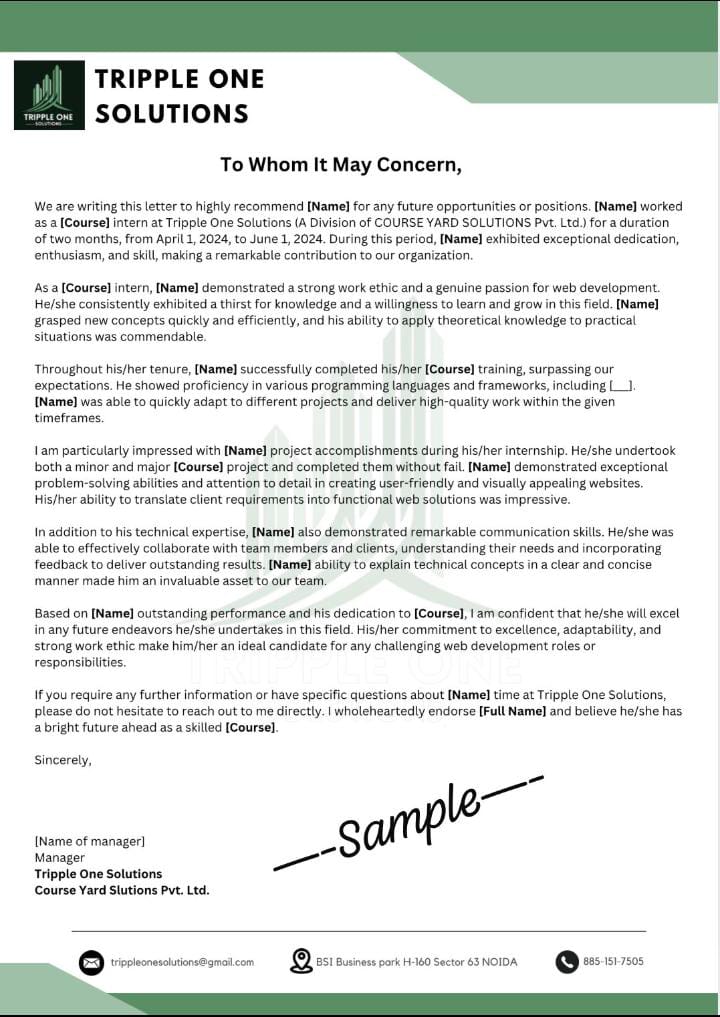 TRIPPLE ONE
SOLUTIONS
TRIPPLE ONE
SOLUTIONS
To Whom It May Concern,
We are writing this letter to highly recommend [Name] for any future opportunities or positions. [Name] worked
as a [Course] intern at Tripple One Solutions (A Division of COURSE YARD SOLUTIONS Pvt. Ltd.) for a duration
of two months, from April 1, 2024, to June 1, 2024. During this period, [Name] exhibited exceptional dedication,
enthusiasm, and skill, making a remarkable contribution to our organization.
As a [Course] intern, [Name] demonstrated a strong work ethic and a genuine passion for web development.
He/she consistently exhibited a thirst for knowledge and a willingness to learn and grow in this field. [Name]
grasped new concepts quickly and efficiently, and his ability to apply theoretical knowledge to practical
situations was commendable.
Throughout his/her tenure, [Name] successfully completed his/her [Course] training, surpassing our
expectations. He showed proficiency in various programming languages and frameworks, including [__].
[Name] was able to quickly adapt to different projects and deliver high-quality work within the given
timeframes.
I am particularly impressed with [Name] project accomplishments during his/her internship. He/she undertook
both a minor and major [Course] project and completed them without fail. [Name] demonstrated exceptional
problem-solving abilities and attention to detail in creating user-friendly and visually appealing websites.
His/her ability to translate client requirements into functional web solutions was impressive.
In addition to his technical expertise, [Name] also demonstrated remarkable communication skills. He/she was
able to effectively collaborate with team members and clients, understanding their needs and incorporating
feedback to deliver outstanding results. [Name] ability to explain technical concepts in a clear and concise
manner made him an invaluable asset to our team.
Based on [Name] outstanding performance and his dedication to [Course], I am confident that he/she will excel
in any future endeavors he/she undertakes in this field. His/her commitment to excellence, adaptability, and
strong work ethic make him/her an ideal candidate for any challenging web development roles or
responsibilities.
TRIPPLE ONE
If you require any further information or have specific questions about [Name] time at Tripple One Solutions,
please do not hesitate to reach out to me directly. I wholeheartedly endorse [Full Name] and believe he/she has
a bright future ahead as a skilled [Course].
Sincerely,
—-Sample—-
[Name of manager]
Manager
Tripple One Solutions
Course Yard Slutions Pvt. Ltd.
trippleonesolutions@gmail.com
BSI Business park H-160 Sector 63 NOIDA
885-151-7505